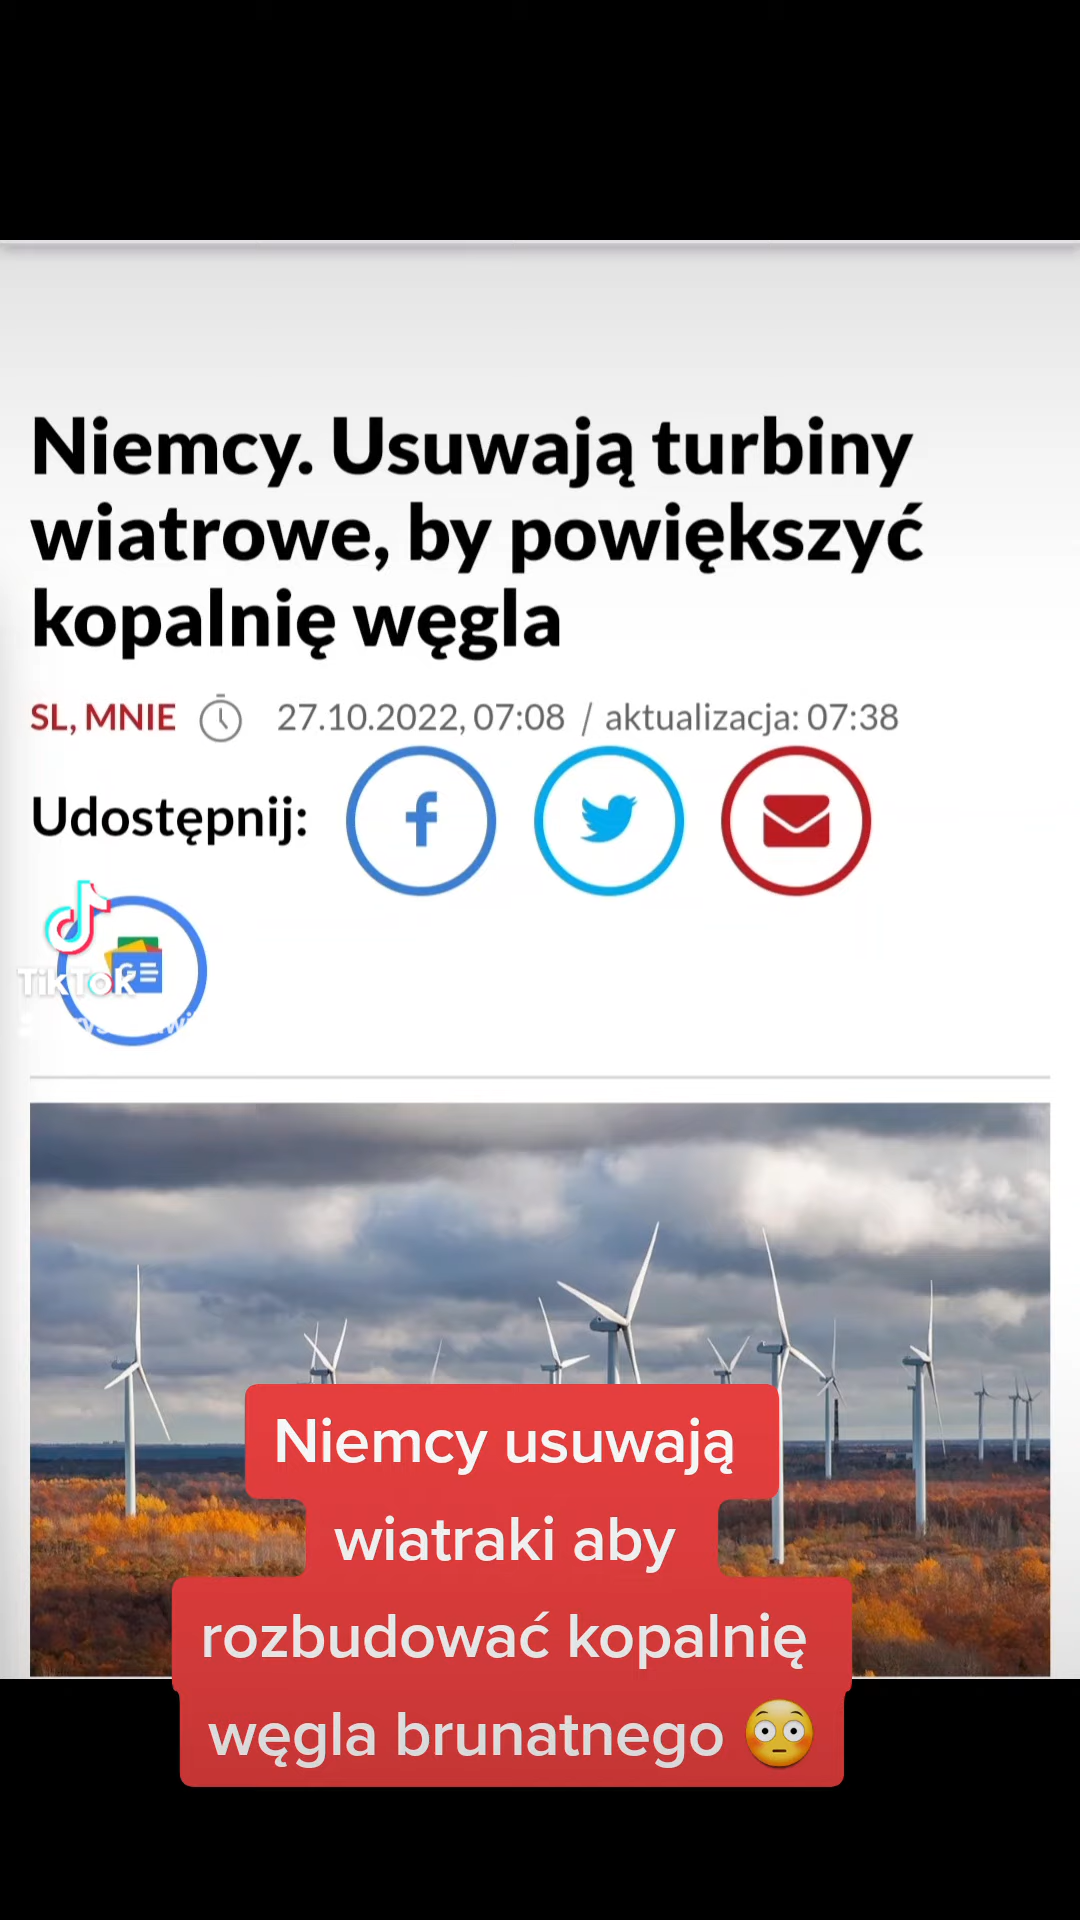 Niemcy. Usuwają turbiny
wiatrowe, by powiększyć
kopalnię węgla
SL, MNIE 27.10.2022, 07:08 / aktualizacja: 07:38
Udostępnij:
TikTok
Niemcy usuwają
wiatraki aby
rozbudować kopalnię
węgla brunatnego 😳